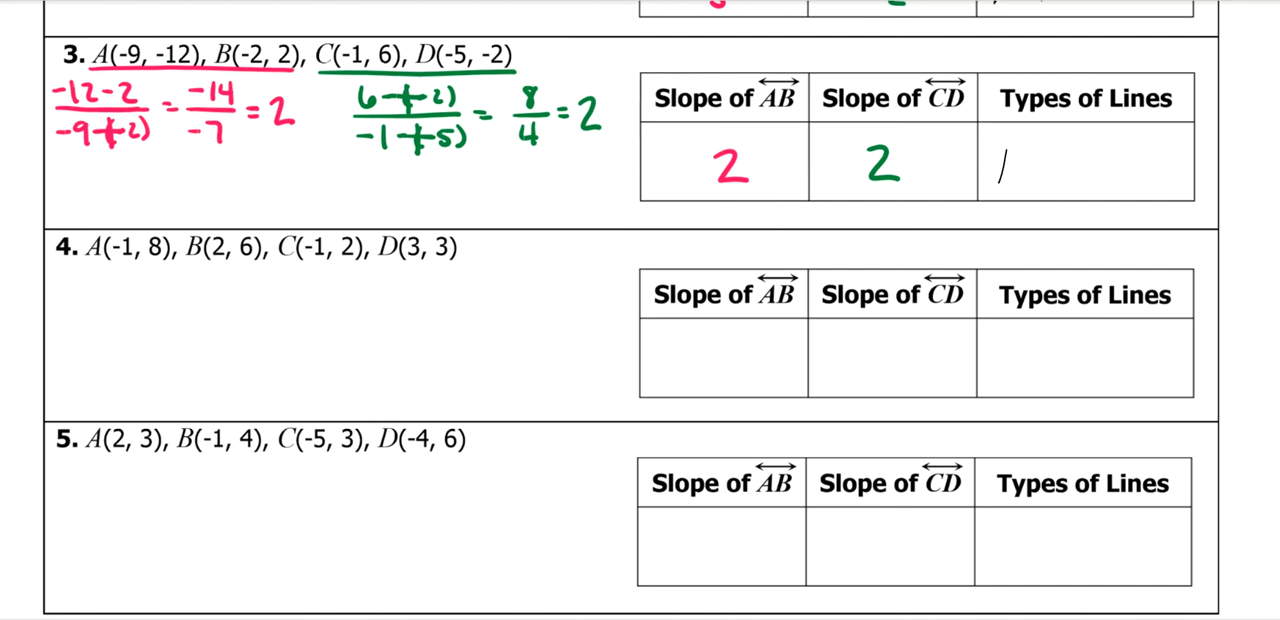 3. A(-9, -12), B(-2, 2), C(-1, 6), D(-5, -2)
-12-2 / -9-(-2) = -14 / -7 = 2
6-(-2) / -1-(-5) = 8 / 4 = 2
Slope of AB Slope of CD Types of Lines
2 2 /
4. A(-1, 8), B(2, 6), C(-1, 2), D(3, 3)
Slope of AB Slope of CD Types of Lines
5. A(2, 3), B(-1, 4), C(-5, 3), D(-4, 6)
Slope of AB Slope of CD Types of Lines